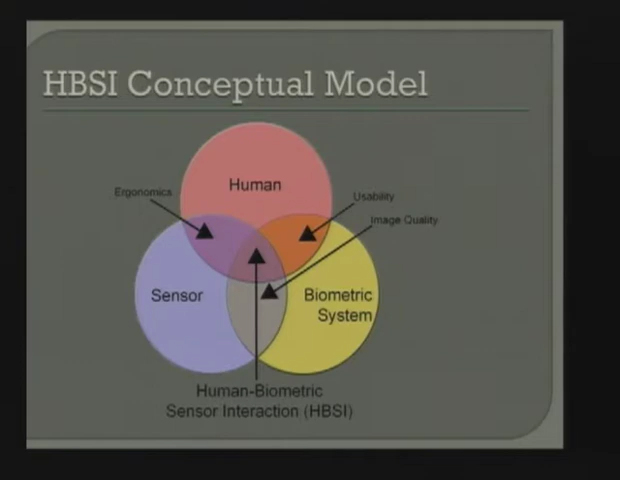 HBSI Conceptual Model
Human
Ergonomics
Usability
Image Quality
Sensor
Biometric
System
Human-Biometric
Sensor Interaction (HBSI)